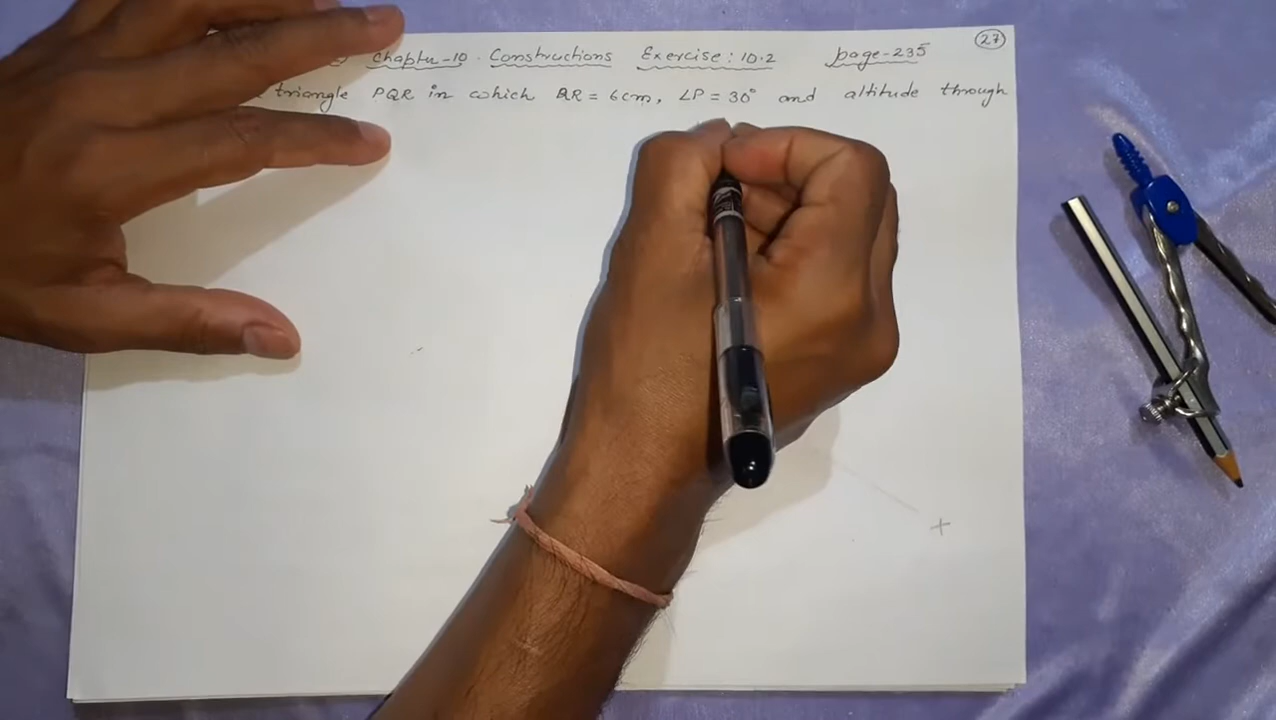 Chapter-10. Constructions Exercise: 10.2 page-235 27
triangle PQR in which QR = 6cm, ∠P = 30° and altitude through